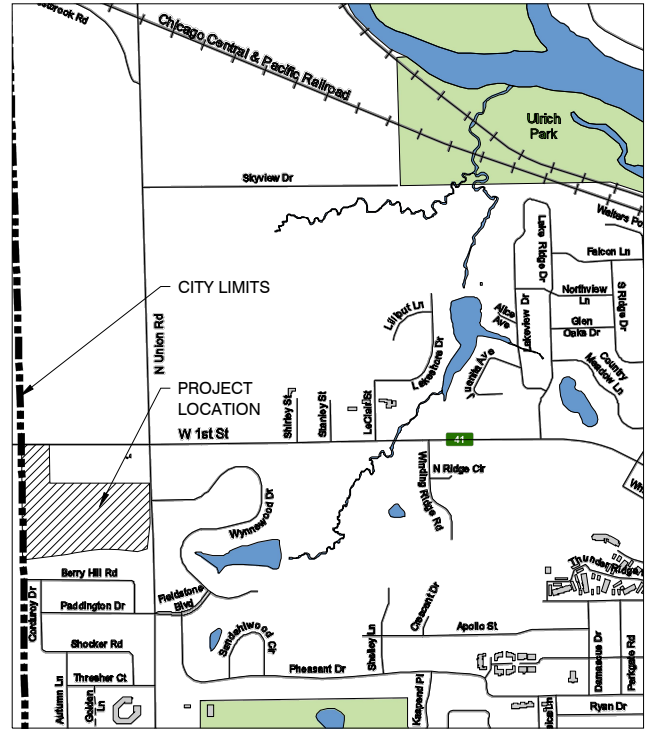 Chicago Central & Pacific Railroad
Ulrich
Park
Skyview Dr
Lake Ridge Dr
Falcon Ln
CITY LIMITS
Northview
Ln
S Ridge Dr
Liliput Ln
Alice
Ave
Lakeview Dr
Glen
Oaks Dr
N Union Rd
Lakeshore Dr
Country
Meadow Ln
PROJECT
LOCATION
Shirley St
Stanley St
LeClair St
W 1st St
41
N Ridge Cir
Winding Ridge Rd
Wynnewood Dr
Berry Hill Rd
Fieldstone
Blvd
Corduroy Dr
Paddington Dr
Crescent Dr
Apollo St
Sandahlwood Cir
Shelley Ln
Damascus Dr
Parkgate Rd
Shocker Rd
Pheasant Dr
Thresher Ct
Autumn Ln
Golden
Ln
Ryan Dr